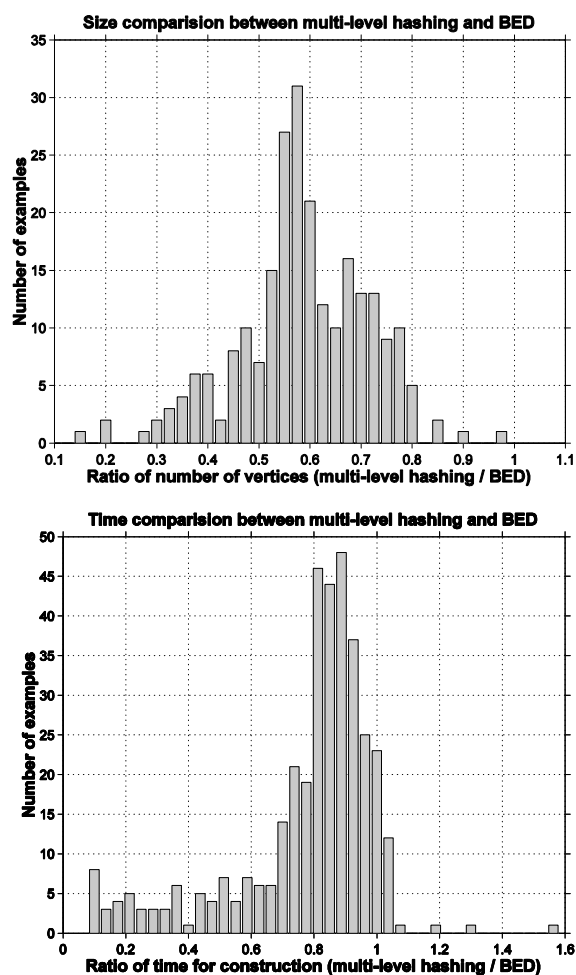 Size comparision between multi-level hashing and BED
35
30
25
20
15
10
5
0
Number of examples
0.1 0.2 0.3 0.4 0.5 0.6 0.7 0.8 0.9 1 1.1
Ratio of number of vertices (multi-level hashing / BED)
Time comparision between multi-level hashing and BED
50
45
40
35
30
25
20
15
10
5
0
Number of examples
0 0.2 0.4 0.6 0.8 1 1.2 1.4 1.6
Ratio of time for construction (multi-level hashing / BED)